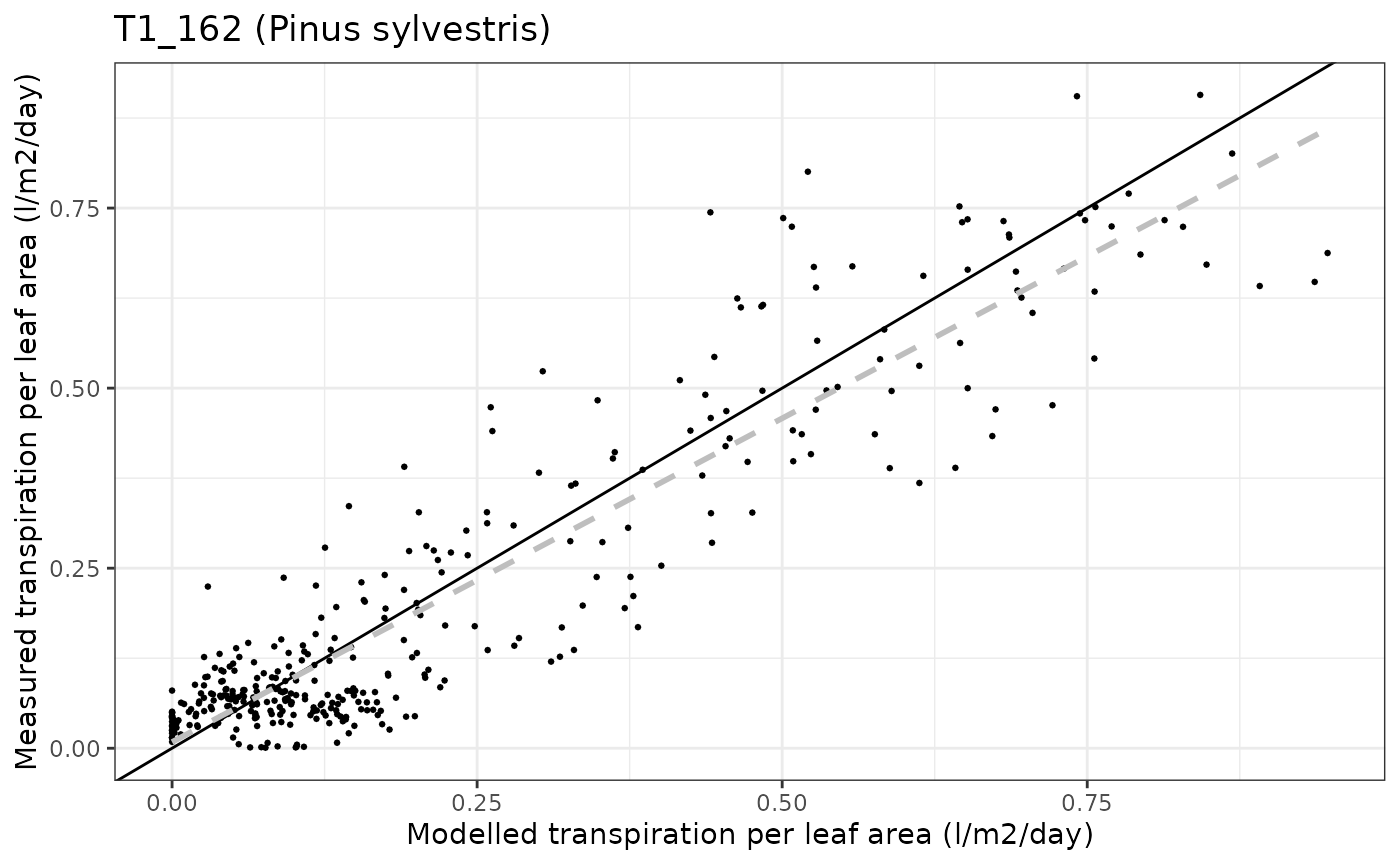 T1_162 (Pinus sylvestris)
Measured transpiration per leaf area (l/m2/day)
0.75
0.50
0.25
0.00
0.00 0.25 0.50 0.75
Modelled transpiration per leaf area (l/m2/day)